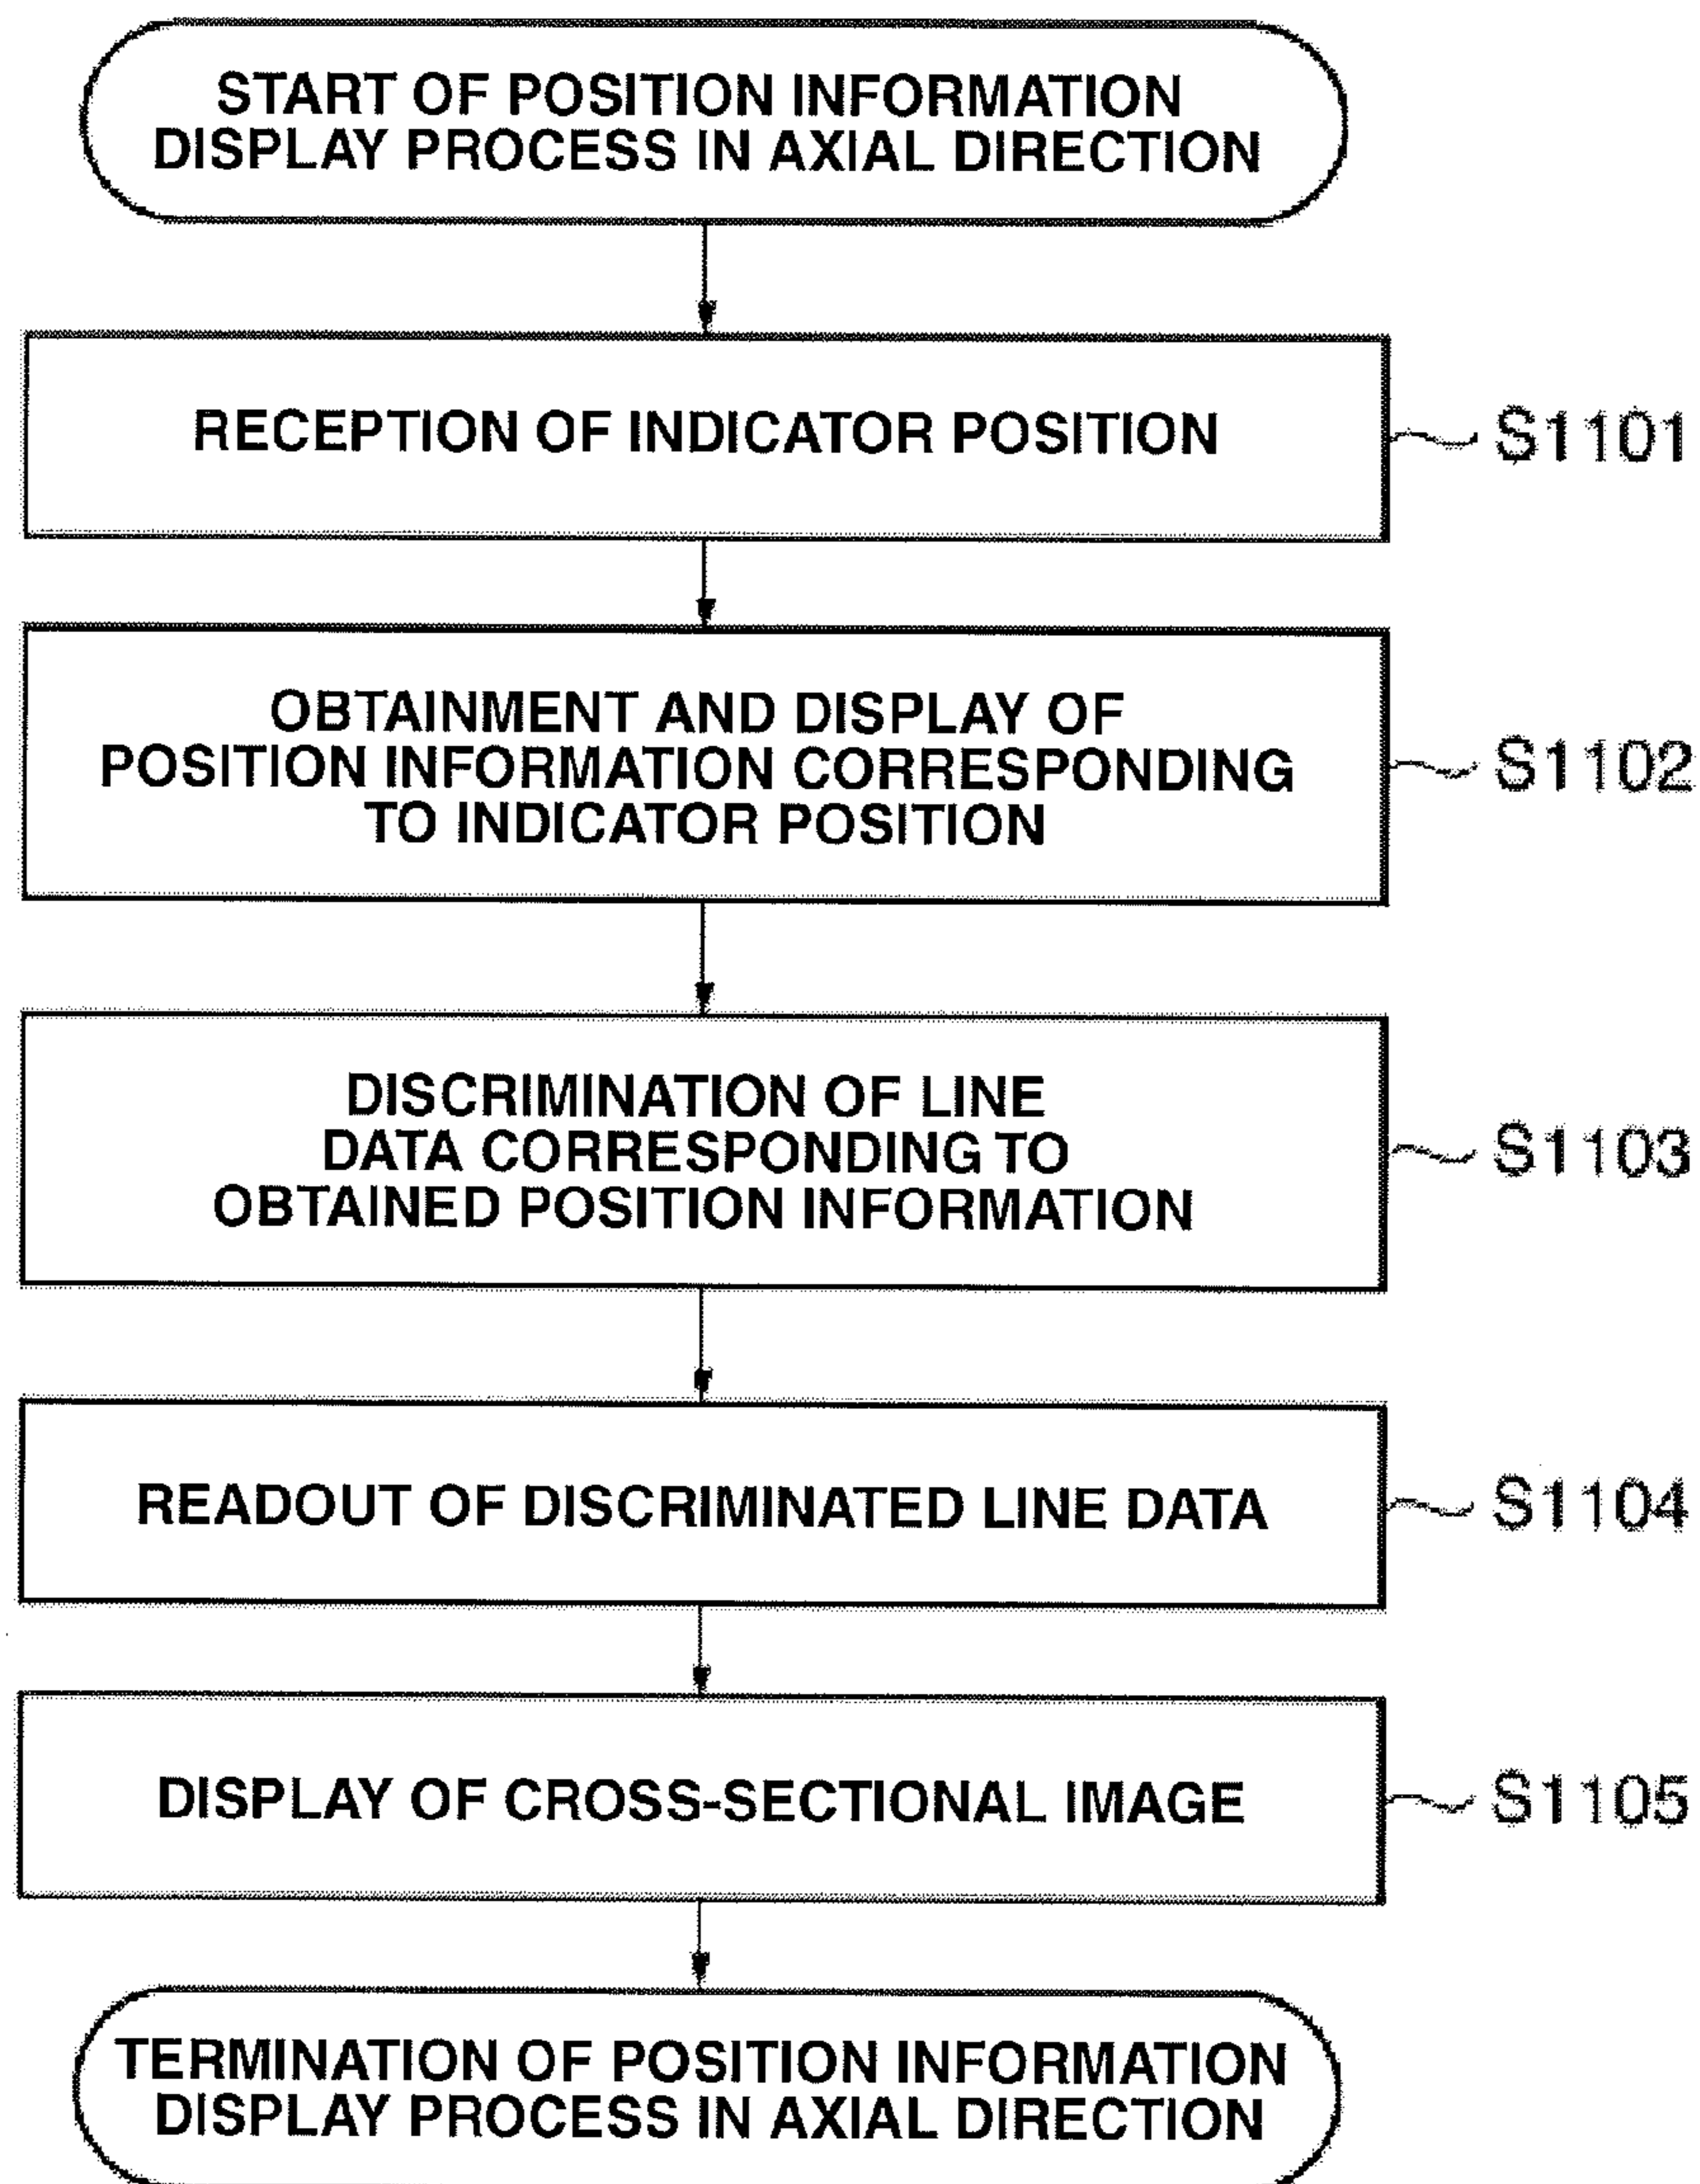 START OF POSITION INFORMATION
DISPLAY PROCESS IN AXIAL DIRECTION
RECEPTION OF INDICATOR POSITION
S1101
OBTAINMENT AND DISPLAY OF
POSITION INFORMATION CORRESPONDING
TO INDICATOR POSITION
S1102
DISCRIMINATION OF LINE
DATA CORRESPONDING TO
OBTAINED POSITION INFORMATION
S1103
READOUT OF DISCRIMINATED LINE DATA
S1104
DISPLAY OF CROSS-SECTIONAL IMAGE
S1105
TERMINATION OF POSITION INFORMATION
DISPLAY PROCESS IN AXIAL DIRECTION